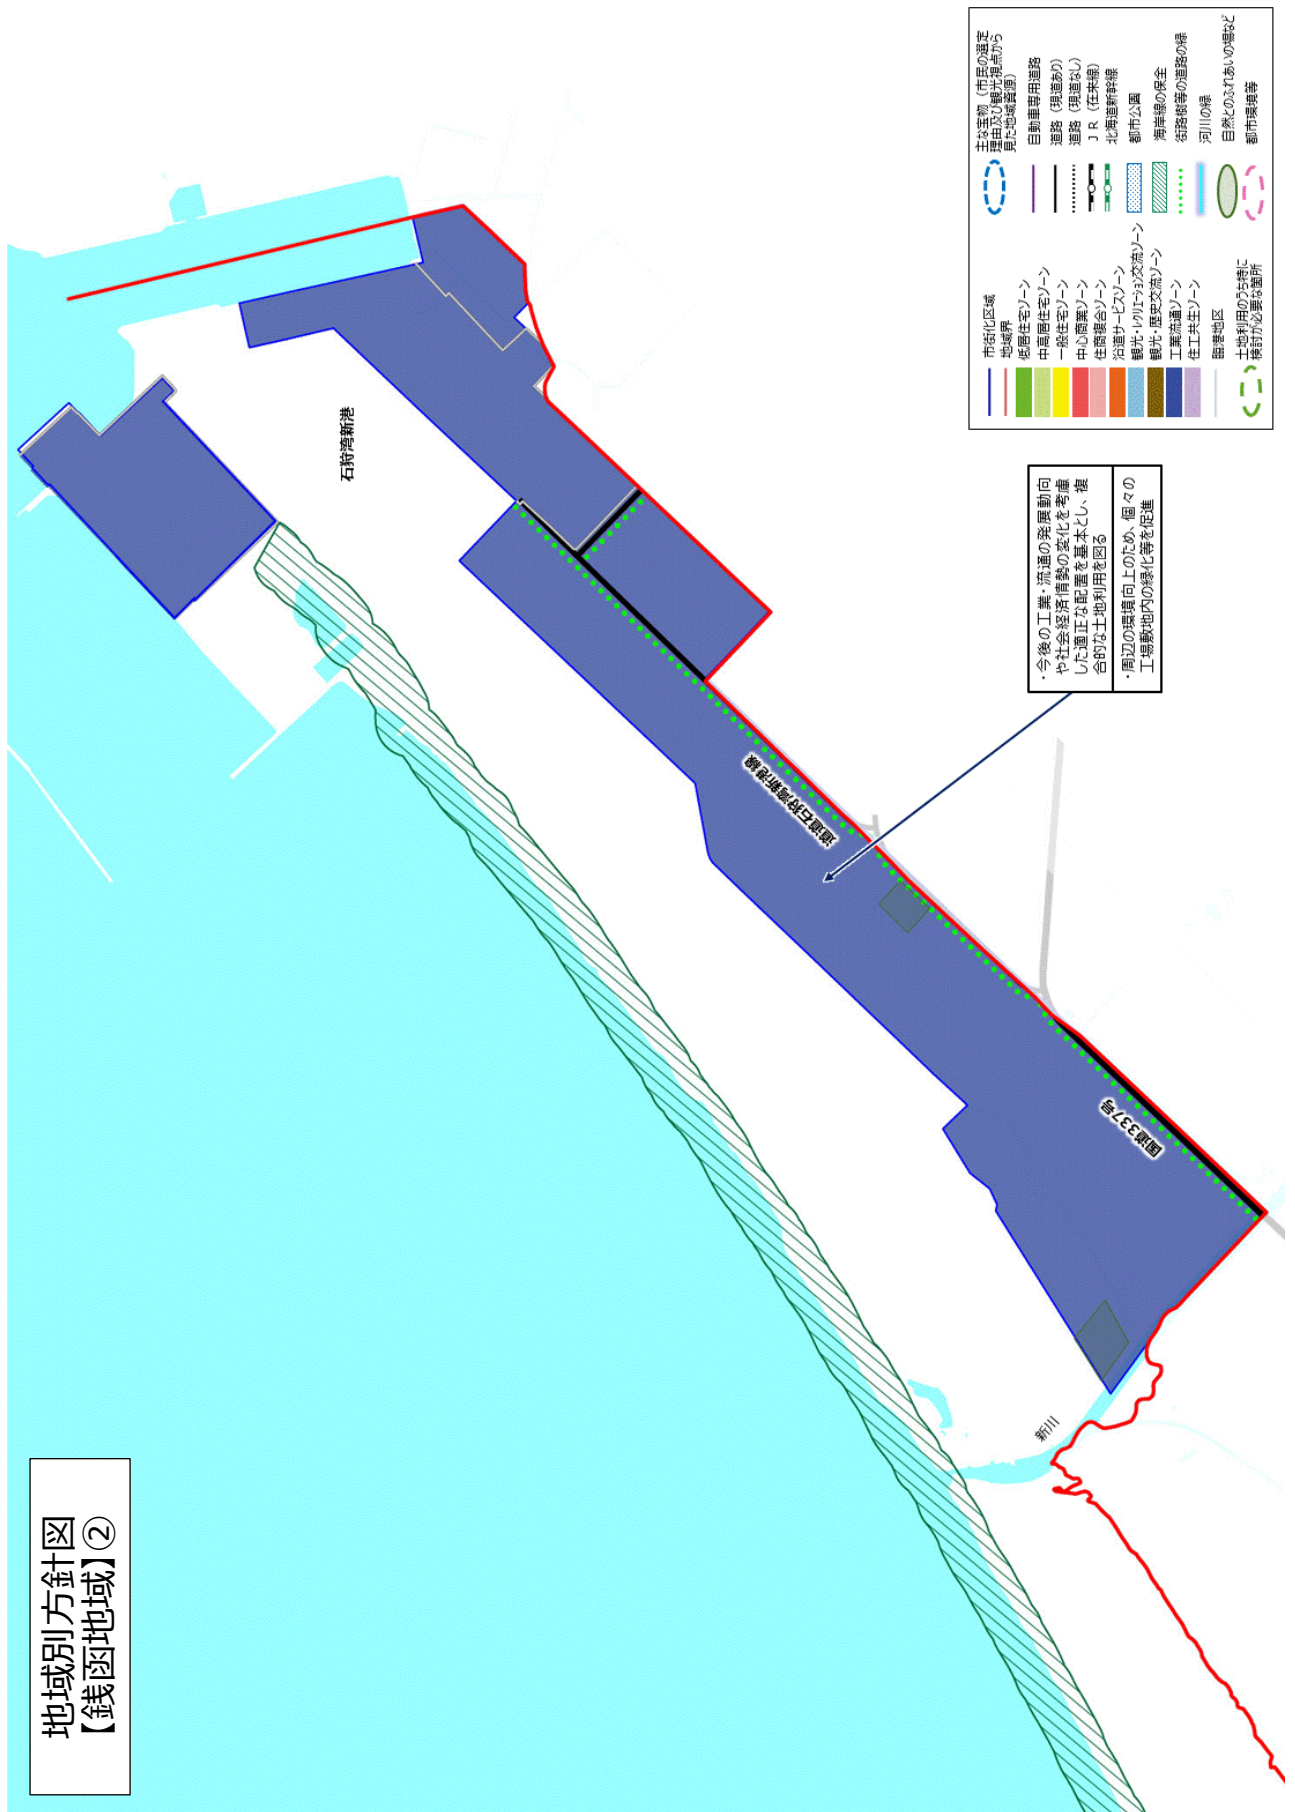 地域別方針図
【銭函地域】②
石狩湾新港
道道石狩湾新港線
国道337号
新川
・今後の工業・流通の発展動向
や社会経済情勢の変化を考慮
した適正な配置を基本とし、複
合的な土地利用を図る
・周辺の環境向上のため、個々の
工場敷地内の緑化等を促進
市街化区域
地域界
低層住宅ゾーン
中高層住宅ゾーン
一般住宅ゾーン
中心商業ゾーン
住商複合ゾーン
沿道サービスゾーン
観光・レクリエーション交流ゾーン
観光・歴史交流ゾーン
工業流通ゾーン
住工共生ゾーン
臨港地区
土地利用のうち特に
検討が必要な箇所
主な宝物（市民の選定
理由及び観光視点から
見た地域資源）
自動車専用道路
道路（現道あり）
道路（現道なし）
ＪＲ（在来線）
北海道新幹線
都市公園
海岸線の保全
街路樹等の道路の緑
河川の緑
自然とのふれあいの場など
都市環境等